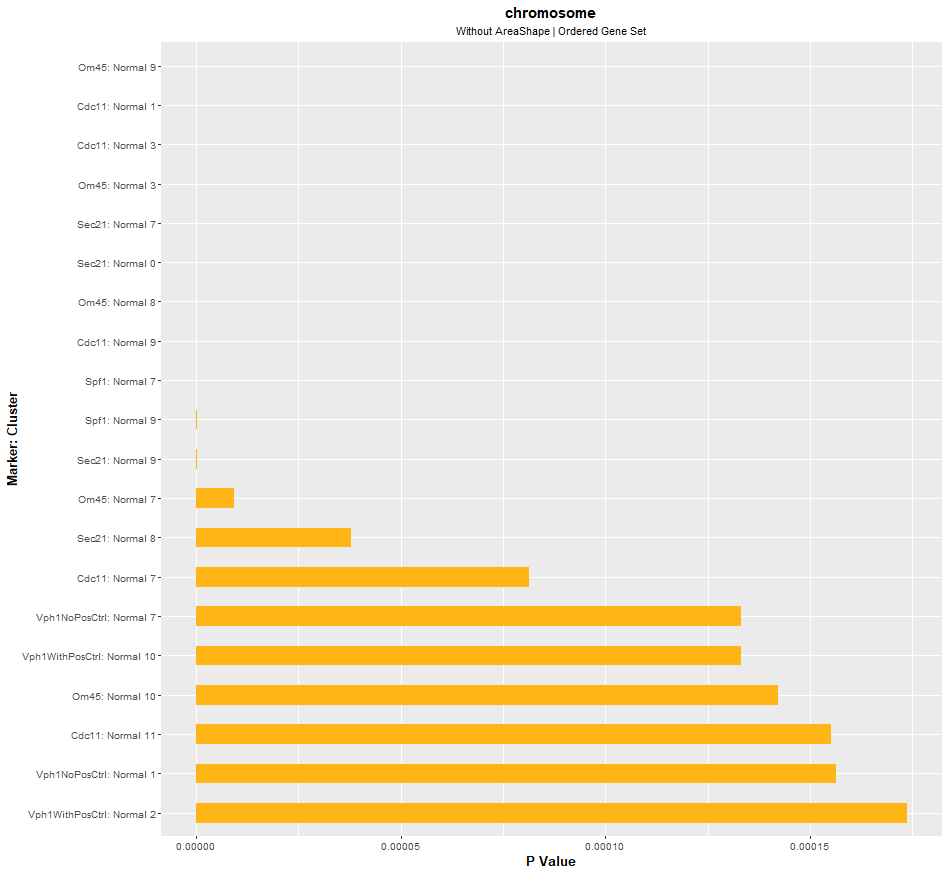 chromosome
Without AreaShape | Ordered Gene Set
Marker: Cluster
Om45: Normal 9
Cdc11: Normal 1
Cdc11: Normal 3
Om45: Normal 3
Sec21: Normal 7
Sec21: Normal 0
Om45: Normal 8
Cdc11: Normal 9
Spf1: Normal 7
Spf1: Normal 9
Sec21: Normal 9
Om45: Normal 7
Sec21: Normal 8
Cdc11: Normal 7
Vph1NoPosCtrl: Normal 7
Vph1WithPosCtrl: Normal 10
Om45: Normal 10
Cdc11: Normal 11
Vph1NoPosCtrl: Normal 1
Vph1WithPosCtrl: Normal 2
0.00000 0.00005 0.00010 0.00015
P Value